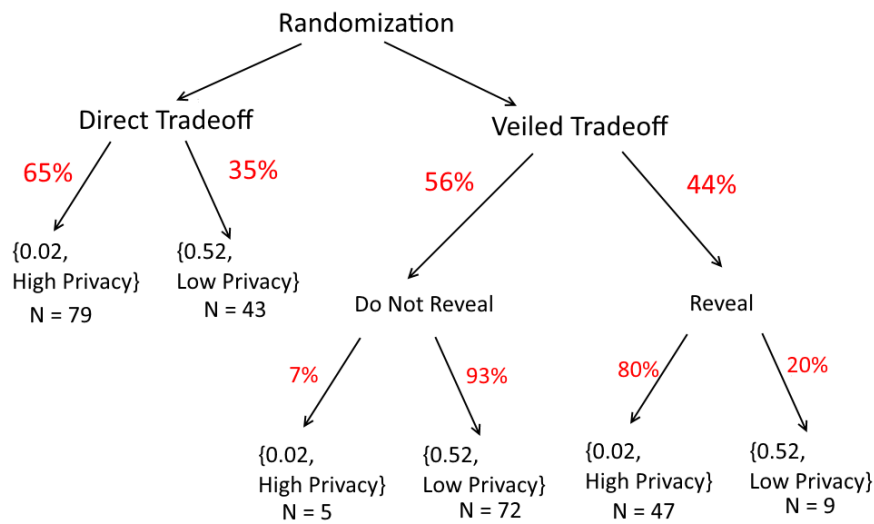 Randomization
Direct Tradeoff
Veiled Tradeoff
65%
35%
56%
44%
{0.02,
High Privacy}
N = 79
{0.52,
Low Privacy}
N = 43
Do Not Reveal
Reveal
7%
93%
80%
20%
{0.02,
High Privacy}
N = 5
{0.52,
Low Privacy}
N = 72
{0.02,
High Privacy}
N = 47
{0.52,
Low Privacy}
N = 9